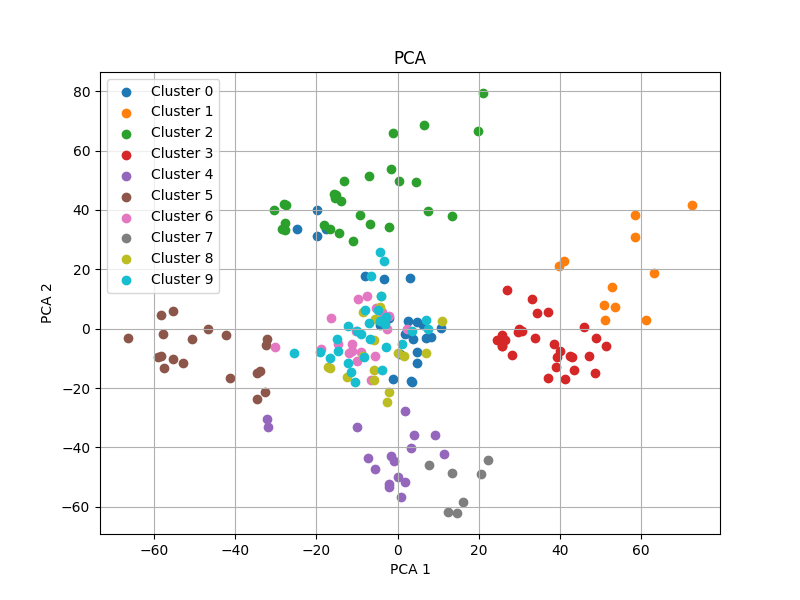 PCA
80
60
40
20
0
−20
−40
−60
PCA 2
Cluster 0
Cluster 1
Cluster 2
Cluster 3
Cluster 4
Cluster 5
Cluster 6
Cluster 7
Cluster 8
Cluster 9
−60 −40 −20 0 20 40 60
PCA 1